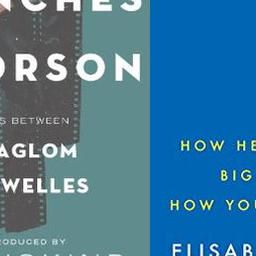 NCHES
ORSON
S BETWEEN
AGLOM
WELLES
RODUCED BY
HOW HE
BIG
HOW YOU
ELISAB